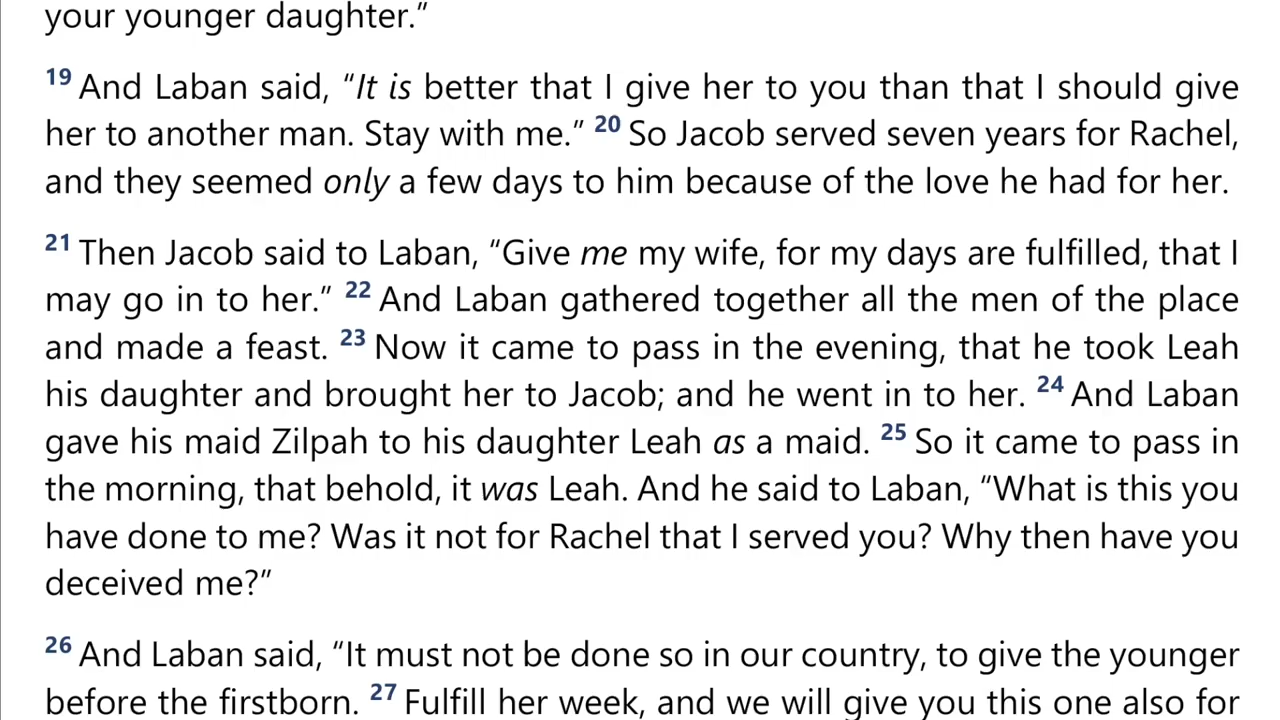 your younger daughter.”
19 And Laban said, “It is better that I give her to you than that I should give
her to another man. Stay with me.” 20 So Jacob served seven years for Rachel,
and they seemed only a few days to him because of the love he had for her.
21 Then Jacob said to Laban, “Give me my wife, for my days are fulfilled, that I
may go in to her.” 22 And Laban gathered together all the men of the place
and made a feast. 23 Now it came to pass in the evening, that he took Leah
his daughter and brought her to Jacob; and he went in to her. 24 And Laban
gave his maid Zilpah to his daughter Leah as a maid. 25 So it came to pass in
the morning, that behold, it was Leah. And he said to Laban, “What is this you
have done to me? Was it not for Rachel that I served you? Why then have you
deceived me?”
26 And Laban said, “It must not be done so in our country, to give the younger
before the firstborn. 27 Fulfill her week, and we will give you this one also for